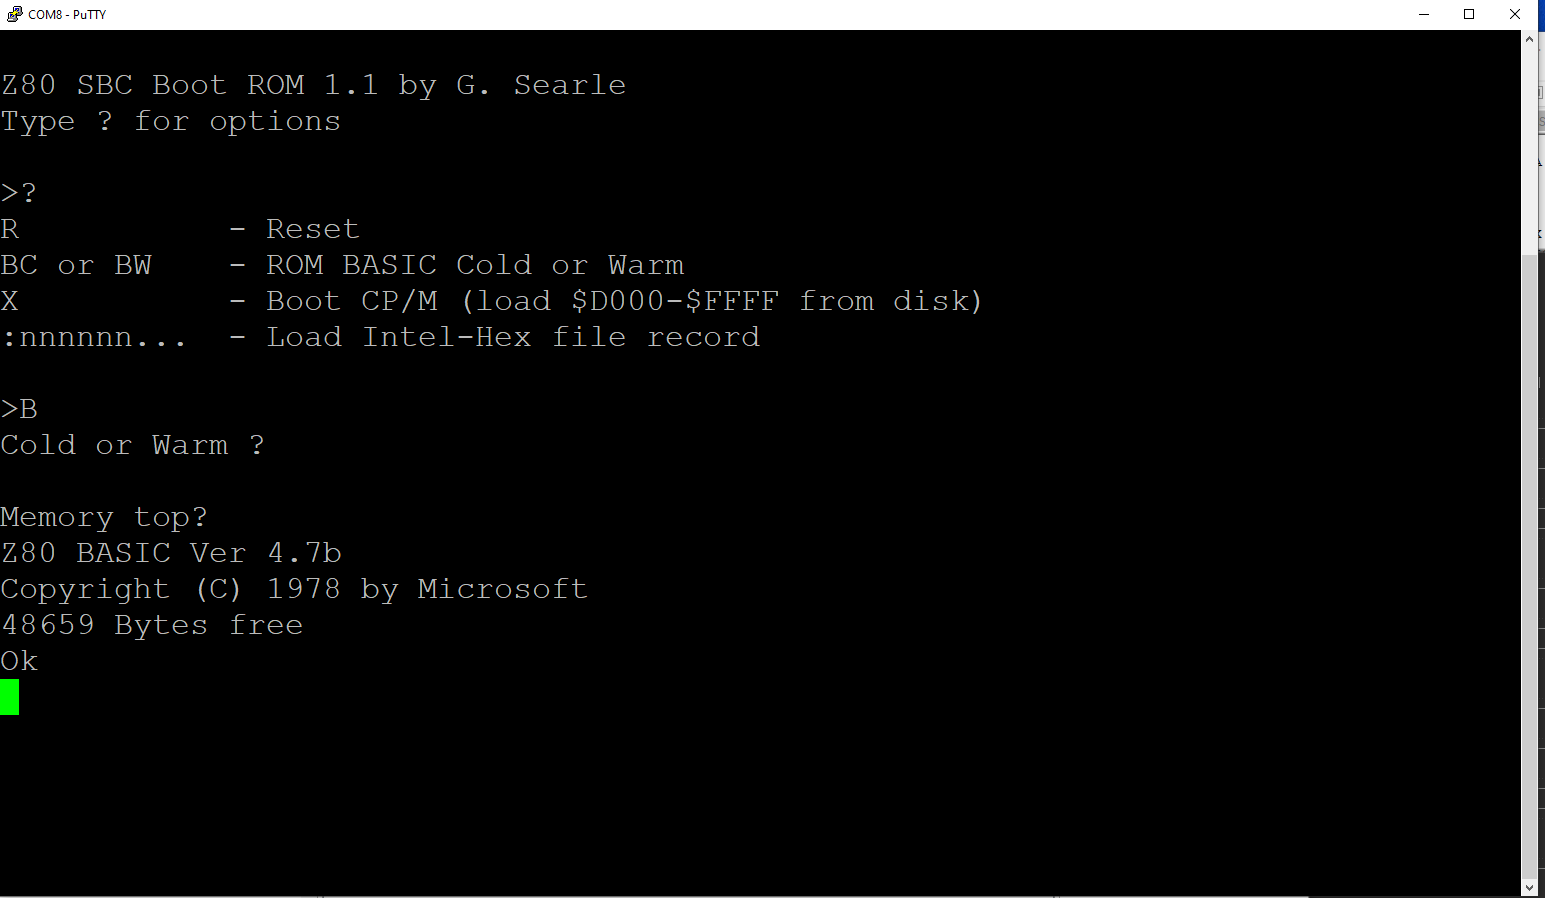 COM8 - PuTTY
Z80 SBC Boot ROM 1.1 by G. Searle
Type ? for options
>?
R - Reset
BC or BW - ROM BASIC Cold or Warm
X - Boot CP/M (load $D000-$FFFF from disk)
:nnnnnn... - Load Intel-Hex file record
>B
Cold or Warm ?
Memory top?
Z80 BASIC Ver 4.7b
Copyright (C) 1978 by Microsoft
48659 Bytes free
Ok